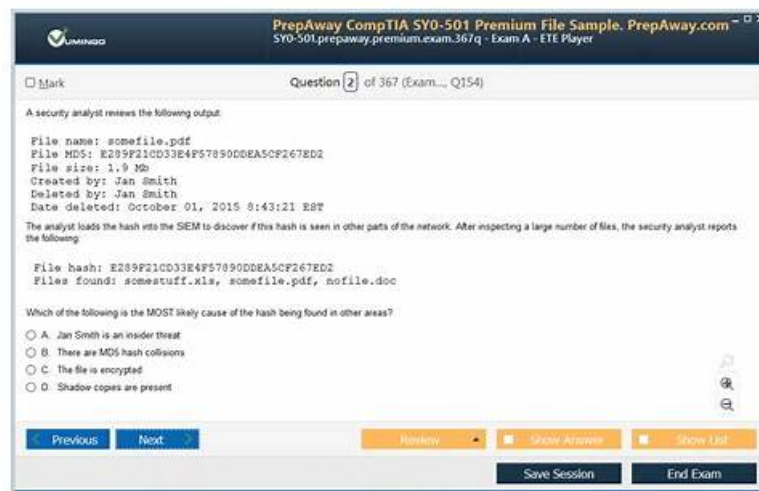 VUMINGO
PrepAway CompTIA SY0-501 Premium File Sample. PrepAway.com
SY0-501.prepaway.premium.exam.367q - Exam A - ETE Player
Mark
Question 2 of 367 (Exam..., Q154)
A security analyst reviews the following output:
File name: somefile.pdf
File MD5: E289F21CD33E4F57890DDEA5CF267ED2
File size: 1.9 Mb
Created by: Jan Smith
Deleted by: Jan Smith
Date deleted: October 01, 2015 8:43:21 EST
The analyst loads the hash into the SIEM to discover if this hash is seen in other parts of the network. After inspecting a large number of files, the security analyst reports
the following:
File hash: E289F21CD33E4F57890DDEA5CF267ED2
Files found: somestuff.xls, somefile.pdf, nofile.doc
Which of the following is the MOST likely cause of the hash being found in other areas?
A. Jan Smith is an insider threat
B. There are MD5 hash collisions
C. The file is encrypted
D. Shadow copies are present
Previous
Next
Review
Show Answer
Show List
Save Session
End Exam